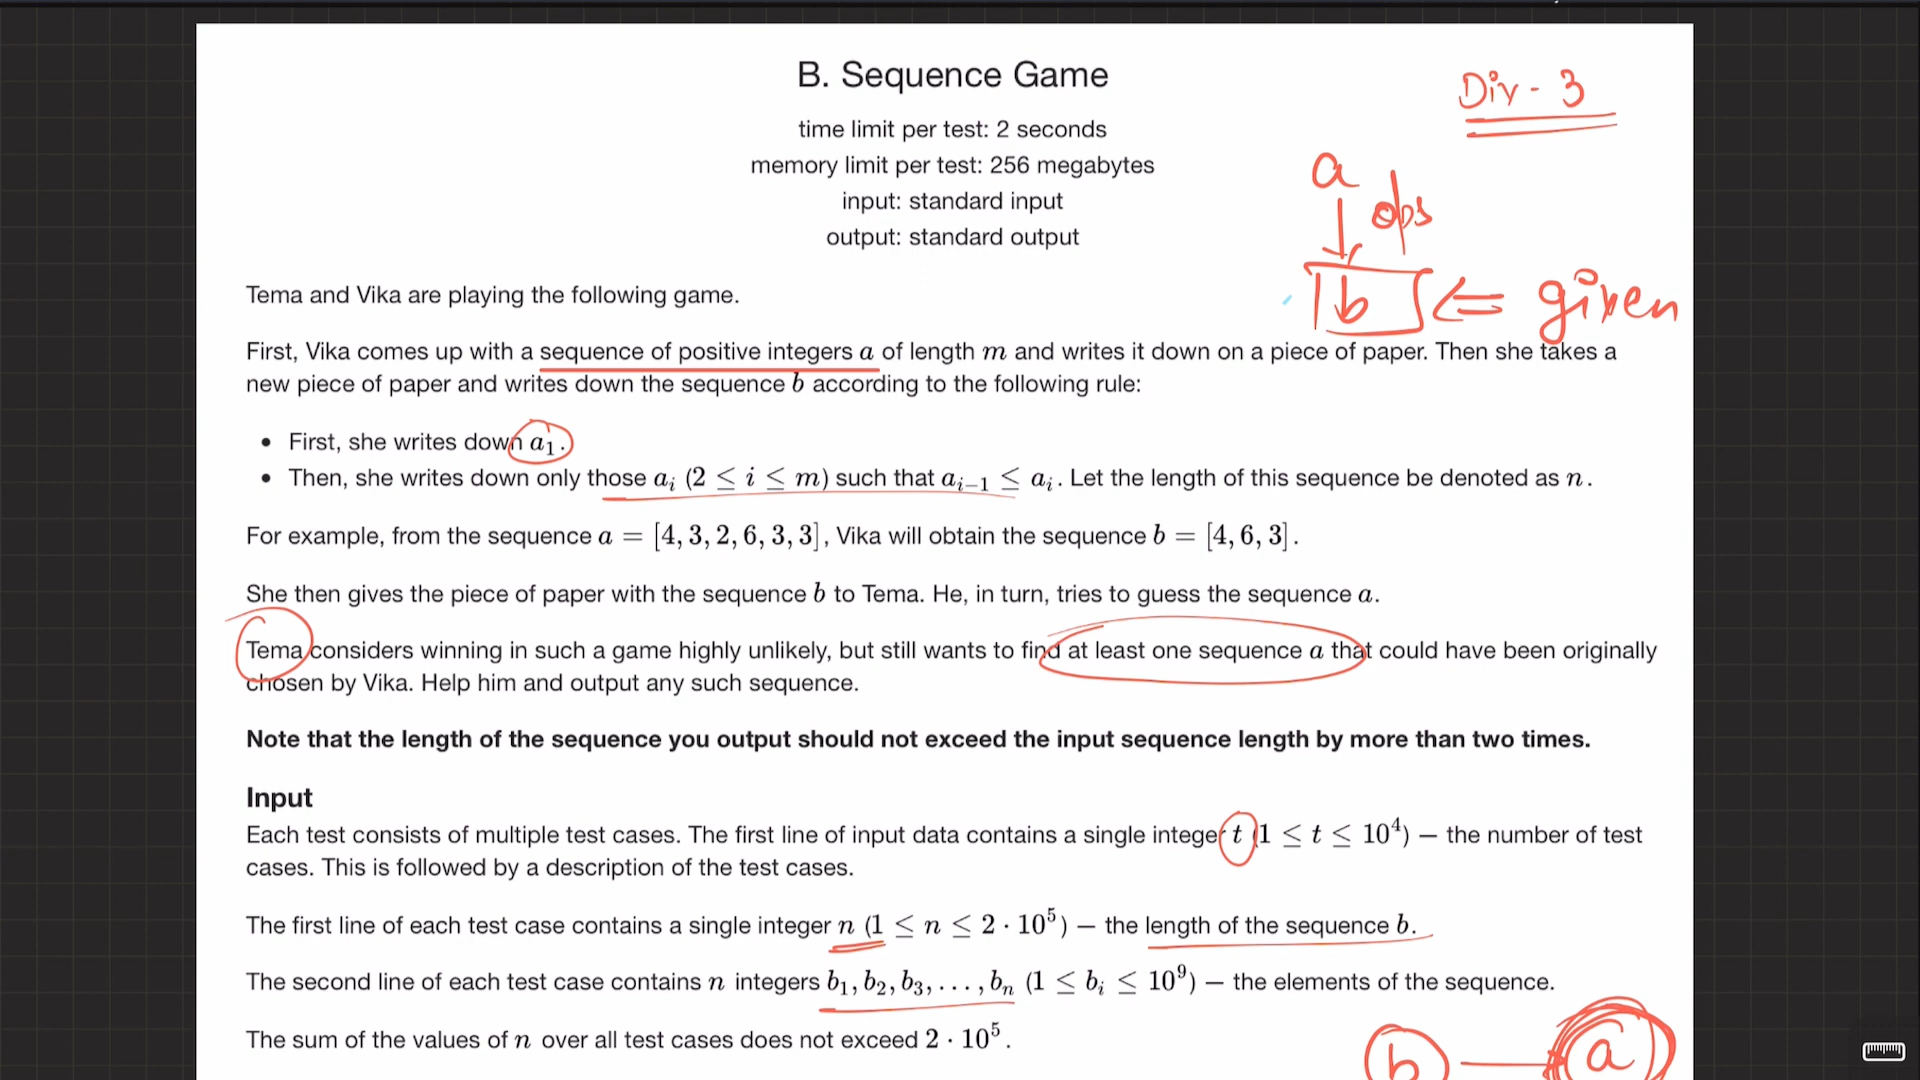 B. Sequence Game
Div - 3
time limit per test: 2 seconds
memory limit per test: 256 megabytes
input: standard input
output: standard output
a
ops
b ⇐ given
Tema and Vika are playing the following game.
First, Vika comes up with a sequence of positive integers a of length m and writes it down on a piece of paper. Then she takes a
new piece of paper and writes down the sequence b according to the following rule:
• First, she writes down a₁.
• Then, she writes down only those aᵢ (2 ≤ i ≤ m) such that aᵢ₋₁ ≤ aᵢ. Let the length of this sequence be denoted as n.
For example, from the sequence a = [4, 3, 2, 6, 3, 3], Vika will obtain the sequence b = [4, 6, 3].
She then gives the piece of paper with the sequence b to Tema. He, in turn, tries to guess the sequence a.
Tema considers winning in such a game highly unlikely, but still wants to find at least one sequence a that could have been originally
chosen by Vika. Help him and output any such sequence.
Note that the length of the sequence you output should not exceed the input sequence length by more than two times.
Input
Each test consists of multiple test cases. The first line of input data contains a single integer t (1 ≤ t ≤ 10⁴) — the number of test
cases. This is followed by a description of the test cases.
The first line of each test case contains a single integer n (1 ≤ n ≤ 2 · 10⁵) — the length of the sequence b.
The second line of each test case contains n integers b₁, b₂, b₃, . . . , bₙ (1 ≤ bᵢ ≤ 10⁹) — the elements of the sequence.
The sum of the values of n over all test cases does not exceed 2 · 10⁵.
b a